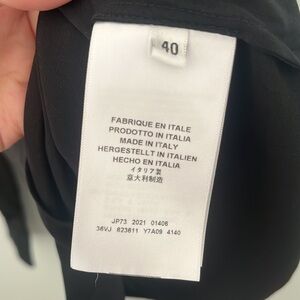 40
FABRIQUE EN ITALE
PRODOTTO IN ITALIA
MADE IN ITALY
HERGESTELLT IN ITALIEN
HECHO EN ITALIA
イタリア製
意大利制造
JP73 2021 01406
36VJ 623611 Y7A09 4140